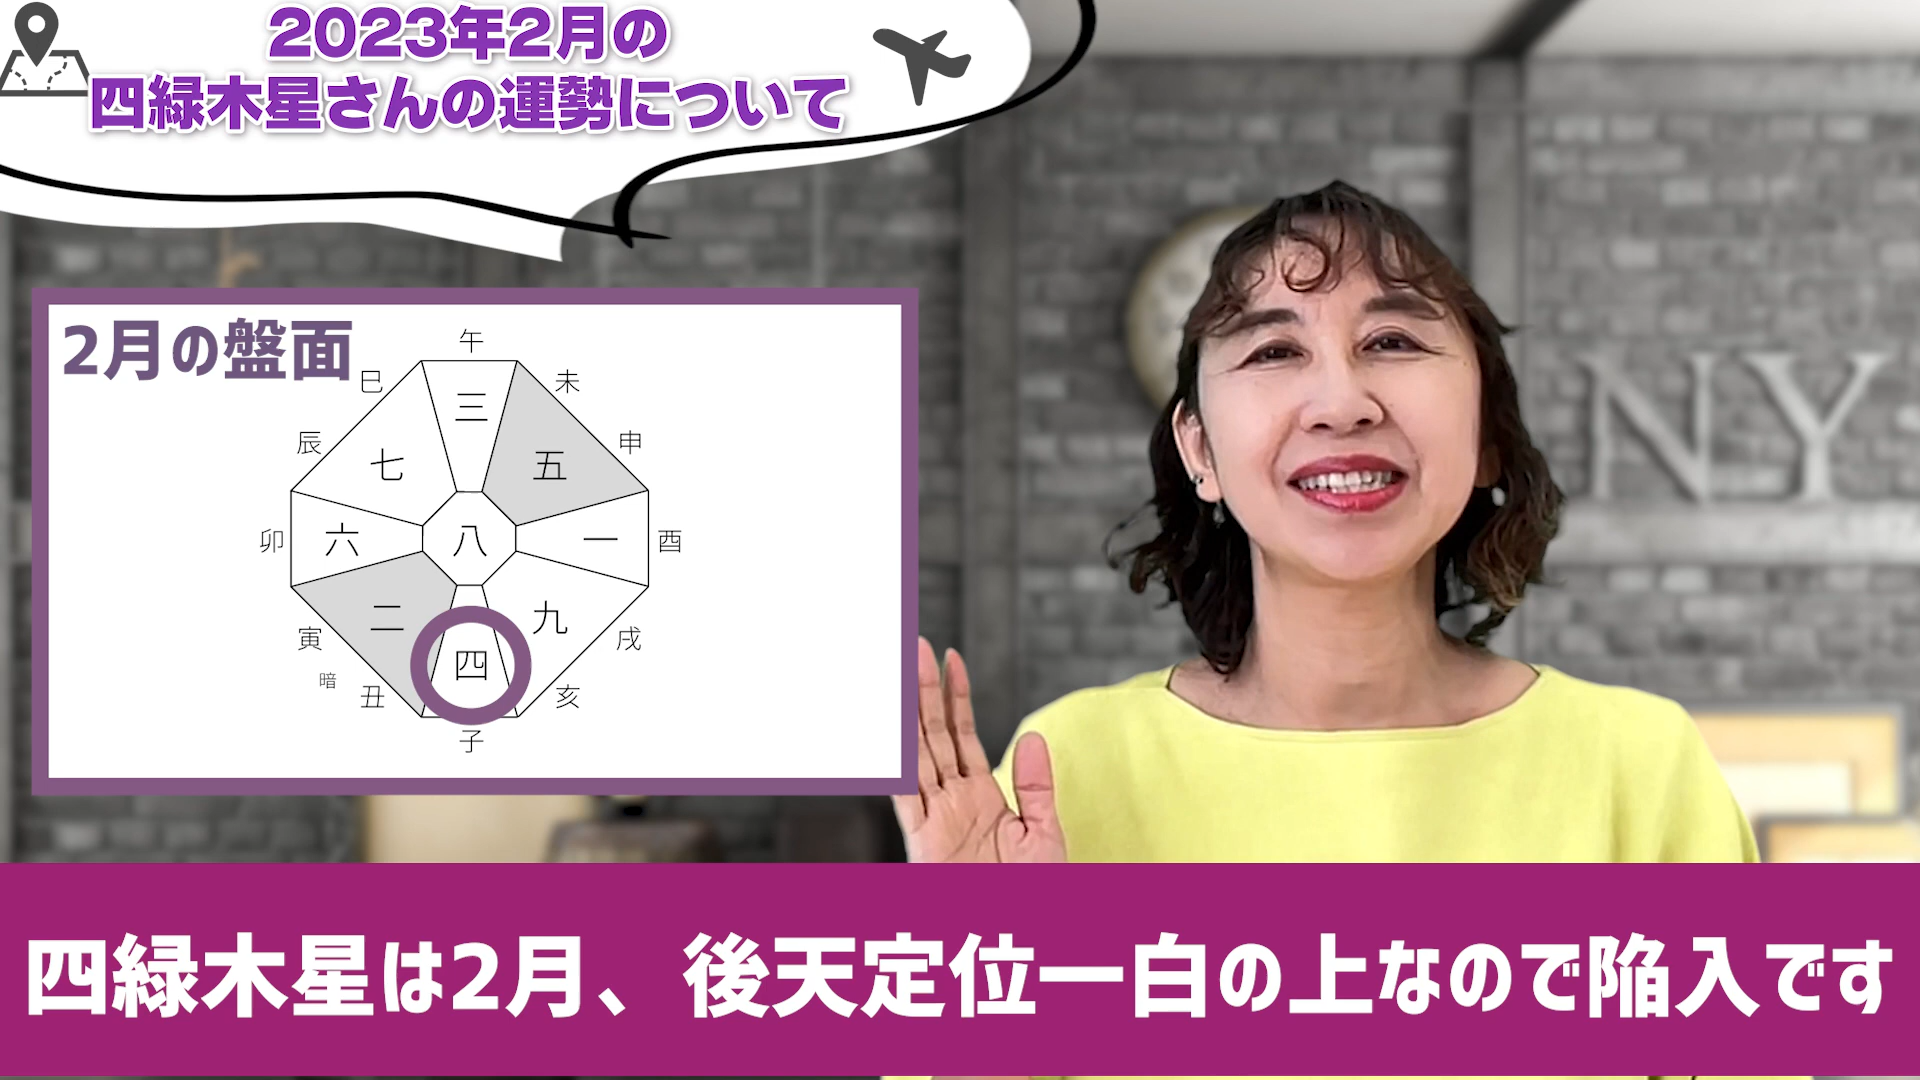 2023年2月の
四緑木星さんの運勢について
2月の盤面
午
巳
未
三
辰
申
七
五
卯
六
八
一
酉
二
九
寅
戌
四
暗
丑
亥
子
NY
四緑木星は2月、後天定位一白の上なので陥入です